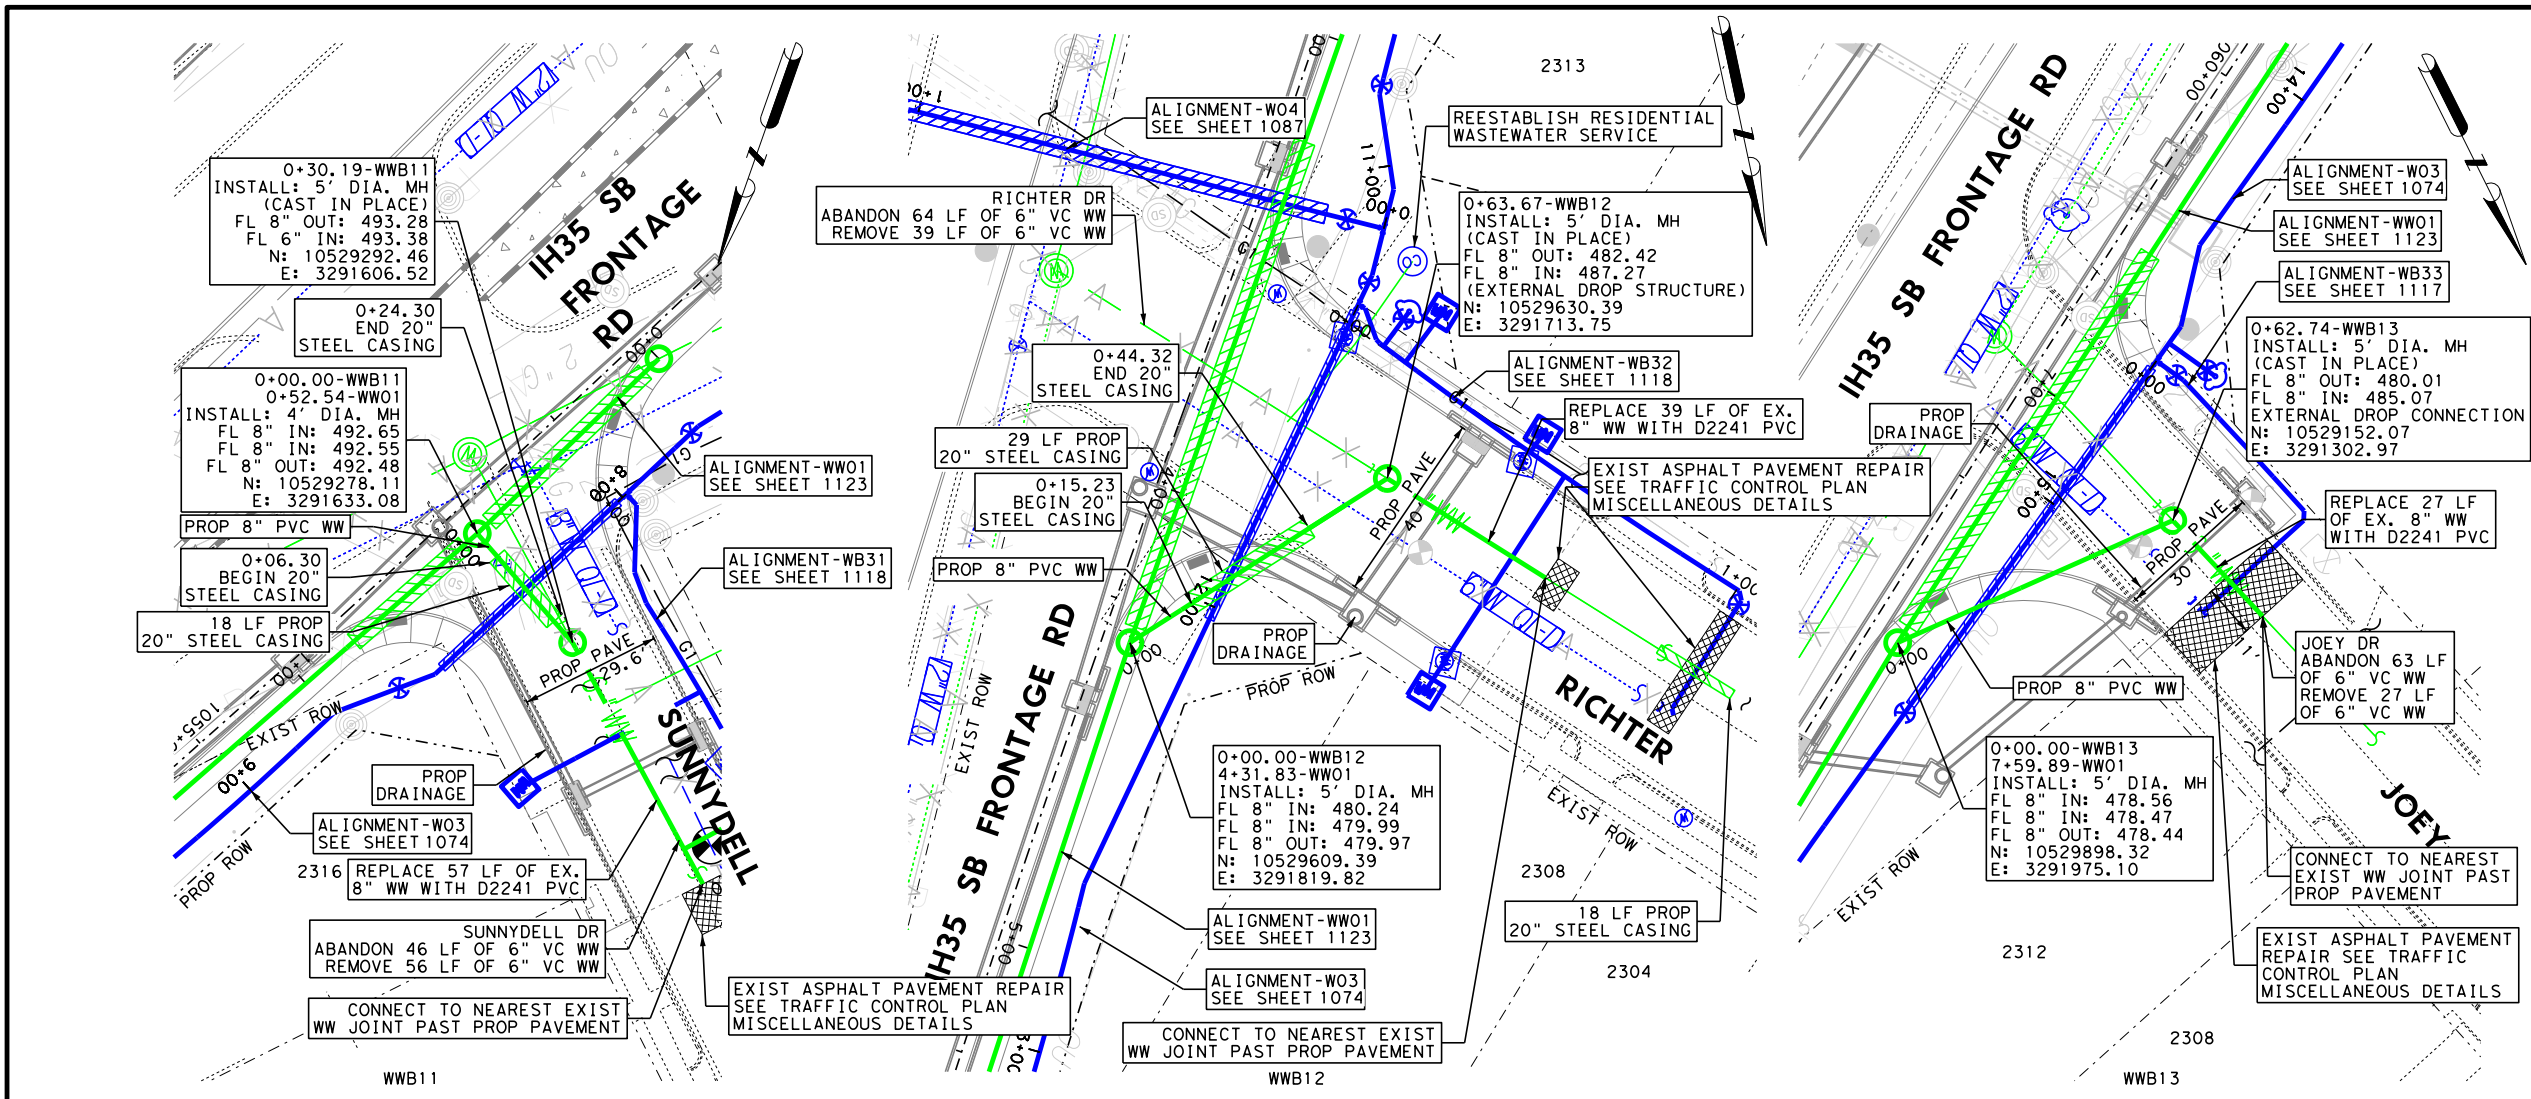 0+30.19-WWB11
INSTALL: 5' DIA. MH
(CAST IN PLACE)
FL 8" OUT: 493.28
FL 6" IN: 493.38
N: 10529292.46
E: 3291606.52
0+24.30
END 20"
STEEL CASING
0+00.00-WWB11
0+52.54-WW01
INSTALL: 4' DIA. MH
FL 8" IN: 492.65
FL 8" IN: 492.55
FL 8" OUT: 492.48
N: 10529278.11
E: 3291633.08
PROP 8" PVC WW
0+06.30
BEGIN 20"
STEEL CASING
18 LF PROP
20" STEEL CASING
IH35 SB
FRONTAGE
RD
ALIGNMENT-WW01
SEE SHEET 1123
ALIGNMENT-WB31
SEE SHEET 1118
PROP PAVE
29.6
EXIST ROW
9+00
PROP ROW
PROP
DRAINAGE
ALIGNMENT-W03
SEE SHEET 1074
2316
REPLACE 57 LF OF EX.
8" WW WITH D2241 PVC
SUNNYDELL
SUNNYDELL DR
ABANDON 46 LF OF 6" VC WW
REMOVE 56 LF OF 6" VC WW
CONNECT TO NEAREST EXIST
WW JOINT PAST PROP PAVEMENT
EXIST ASPHALT PAVEMENT REPAIR
SEE TRAFFIC CONTROL PLAN
MISCELLANEOUS DETAILS
WWB11
2313
ALIGNMENT-W04
SEE SHEET 1087
REESTABLISH RESIDENTIAL
WASTEWATER SERVICE
RICHTER DR
ABANDON 64 LF OF 6" VC WW
REMOVE 39 LF OF 6" VC WW
0+63.67-WWB12
INSTALL: 5' DIA. MH
(CAST IN PLACE)
FL 8" OUT: 482.42
FL 8" IN: 487.27
(EXTERNAL DROP STRUCTURE)
N: 10529630.39
E: 3291713.75
0+44.32
END 20"
STEEL CASING
ALIGNMENT-WB32
SEE SHEET 1118
REPLACE 39 LF OF EX.
8" WW WITH D2241 PVC
29 LF PROP
20" STEEL CASING
EXIST ASPHALT PAVEMENT REPAIR
SEE TRAFFIC CONTROL PLAN
MISCELLANEOUS DETAILS
0+15.23
BEGIN 20"
STEEL CASING
PROP 8" PVC WW
PROP PAVE
40
PROP
DRAINAGE
PROP ROW
EXIST ROW
IH35 SB FRONTAGE RD
RICHTER
0+00.00-WWB12
4+31.83-WW01
INSTALL: 5' DIA. MH
FL 8" IN: 480.24
FL 8" IN: 479.99
FL 8" OUT: 479.97
N: 10529609.39
E: 3291819.82
EXIST ROW
2308
18 LF PROP
20" STEEL CASING
2304
ALIGNMENT-WW01
SEE SHEET 1123
ALIGNMENT-W03
SEE SHEET 1074
CONNECT TO NEAREST EXIST
WW JOINT PAST PROP PAVEMENT
WWB12
IH35 SB FRONTAGE RD
14+00
ALIGNMENT-W03
SEE SHEET 1074
ALIGNMENT-WW01
SEE SHEET 1123
ALIGNMENT-WB33
SEE SHEET 1117
0+62.74-WWB13
INSTALL: 5' DIA. MH
(CAST IN PLACE)
FL 8" OUT: 480.01
FL 8" IN: 485.07
EXTERNAL DROP CONNECTION
N: 10529152.07
E: 3291302.97
PROP
DRAINAGE
PROP PAVE
30
REPLACE 27 LF
OF EX. 8" WW
WITH D2241 PVC
PROP 8" PVC WW
JOEY DR
ABANDON 63 LF
OF 6" VC WW
REMOVE 27 LF
OF 6" VC WW
0+00.00-WWB13
7+59.89-WW01
INSTALL: 5' DIA. MH
FL 8" IN: 478.56
FL 8" IN: 478.47
FL 8" OUT: 478.44
N: 10529898.32
E: 3291975.10
JOEY
EXIST ROW
CONNECT TO NEAREST
EXIST WW JOINT PAST
PROP PAVEMENT
EXIST ASPHALT PAVEMENT
REPAIR SEE TRAFFIC
CONTROL PLAN
MISCELLANEOUS DETAILS
2312
2308
WWB13